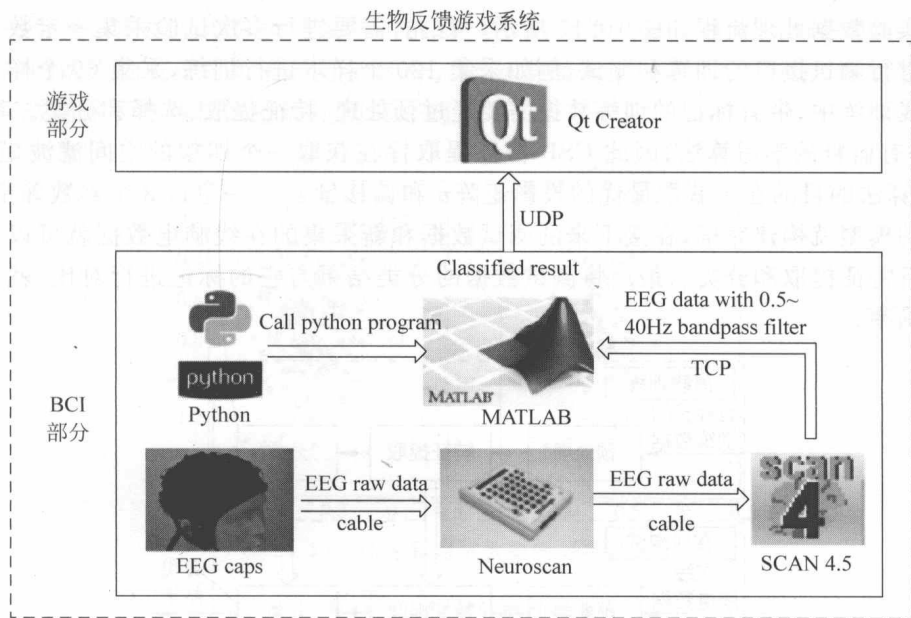 生物反馈游戏系统
游戏
部分
Qt
Qt Creator
UDP
Classified result
EEG data with 0.5~
40Hz bandpass filter
Call python program
TCP
python
Python
MATLAB
MATLAB
BCI
部分
EEG raw data
cable
EEG raw data
cable
scan
4
EEG caps
Neuroscan
SCAN 4.5